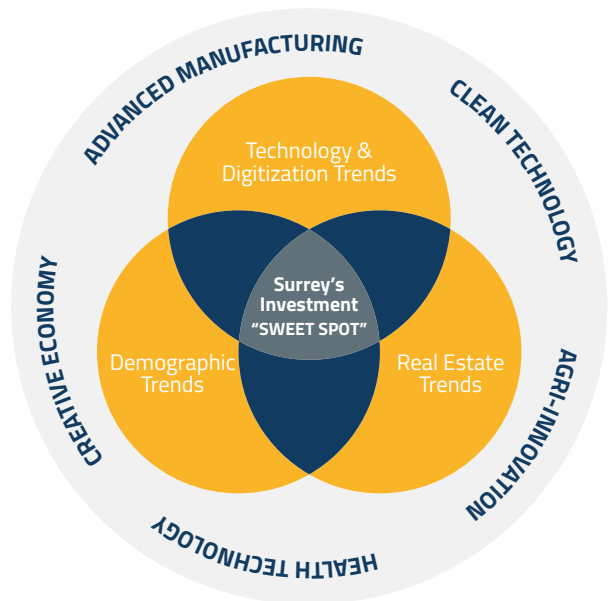 ADVANCED MANUFACTURING
CLEAN TECHNOLOGY
Technology &
Digitization Trends
Surrey’s
Investment
“SWEET SPOT”
Demographic
Trends
Real Estate
Trends
CREATIVE ECONOMY
AGRI-INNOVATION
HEALTH TECHNOLOGY